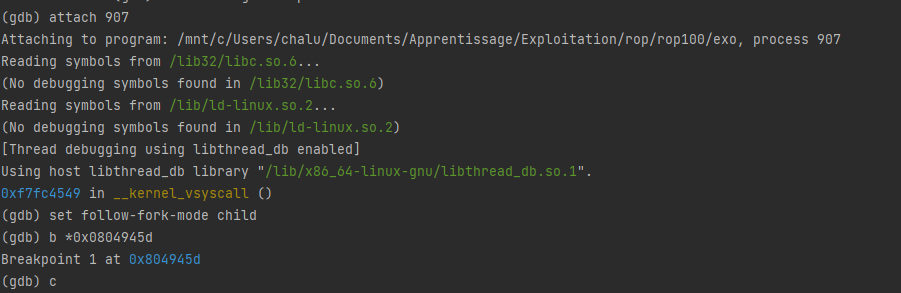 (gdb) attach 907
Attaching to program: /mnt/c/Users/chalu/Documents/Apprentissage/Exploitation/rop/rop100/exo, process 907
Reading symbols from /lib32/libc.so.6...
(No debugging symbols found in /lib32/libc.so.6)
Reading symbols from /lib/ld-linux.so.2...
(No debugging symbols found in /lib/ld-linux.so.2)
[Thread debugging using libthread_db enabled]
Using host libthread_db library "/lib/x86_64-linux-gnu/libthread_db.so.1".
0xf7fc4549 in __kernel_vsyscall ()
(gdb) set follow-fork-mode child
(gdb) b *0x0804945d
Breakpoint 1 at 0x804945d
(gdb) c